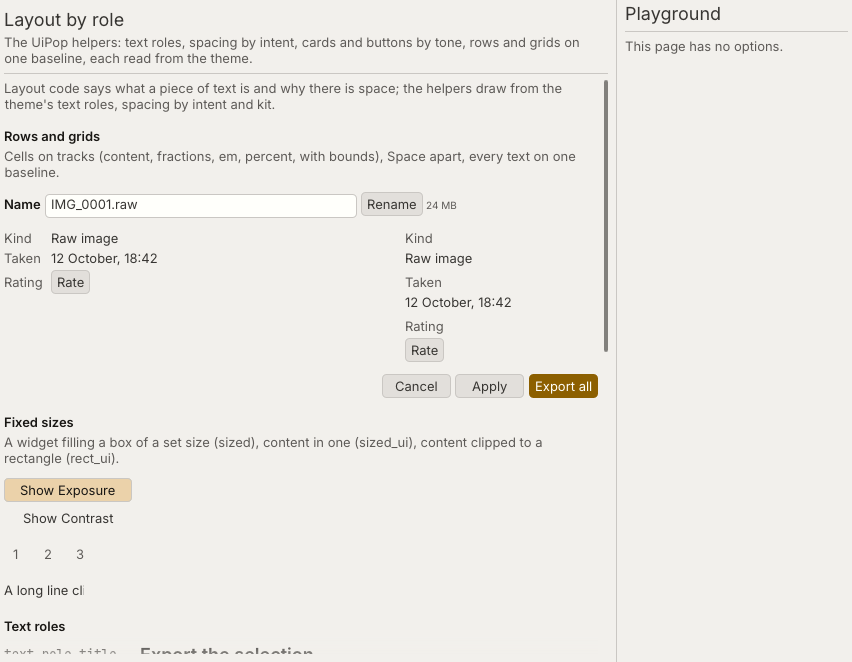 Layout by role
The UiPop helpers: text roles, spacing by intent, cards and buttons by tone, rows and grids on
one baseline, each read from the theme.
Layout code says what a piece of text is and why there is space; the helpers draw from the
theme's text roles, spacing by intent and kit.
Rows and grids
Cells on tracks (content, fractions, em, percent, with bounds), Space apart, every text on one
baseline.
Name IMG_0001.raw Rename 24 MB
Kind Raw image
Taken 12 October, 18:42
Rating Rate
Kind
Raw image
Taken
12 October, 18:42
Rating
Rate
Cancel Apply Export all
Fixed sizes
A widget filling a box of a set size (sized), content in one (sized_ui), content clipped to a
rectangle (rect_ui).
Show Exposure
Show Contrast
1 2 3
A long line cli
Text roles
text_role_title Export the selection
Playground
This page has no options.